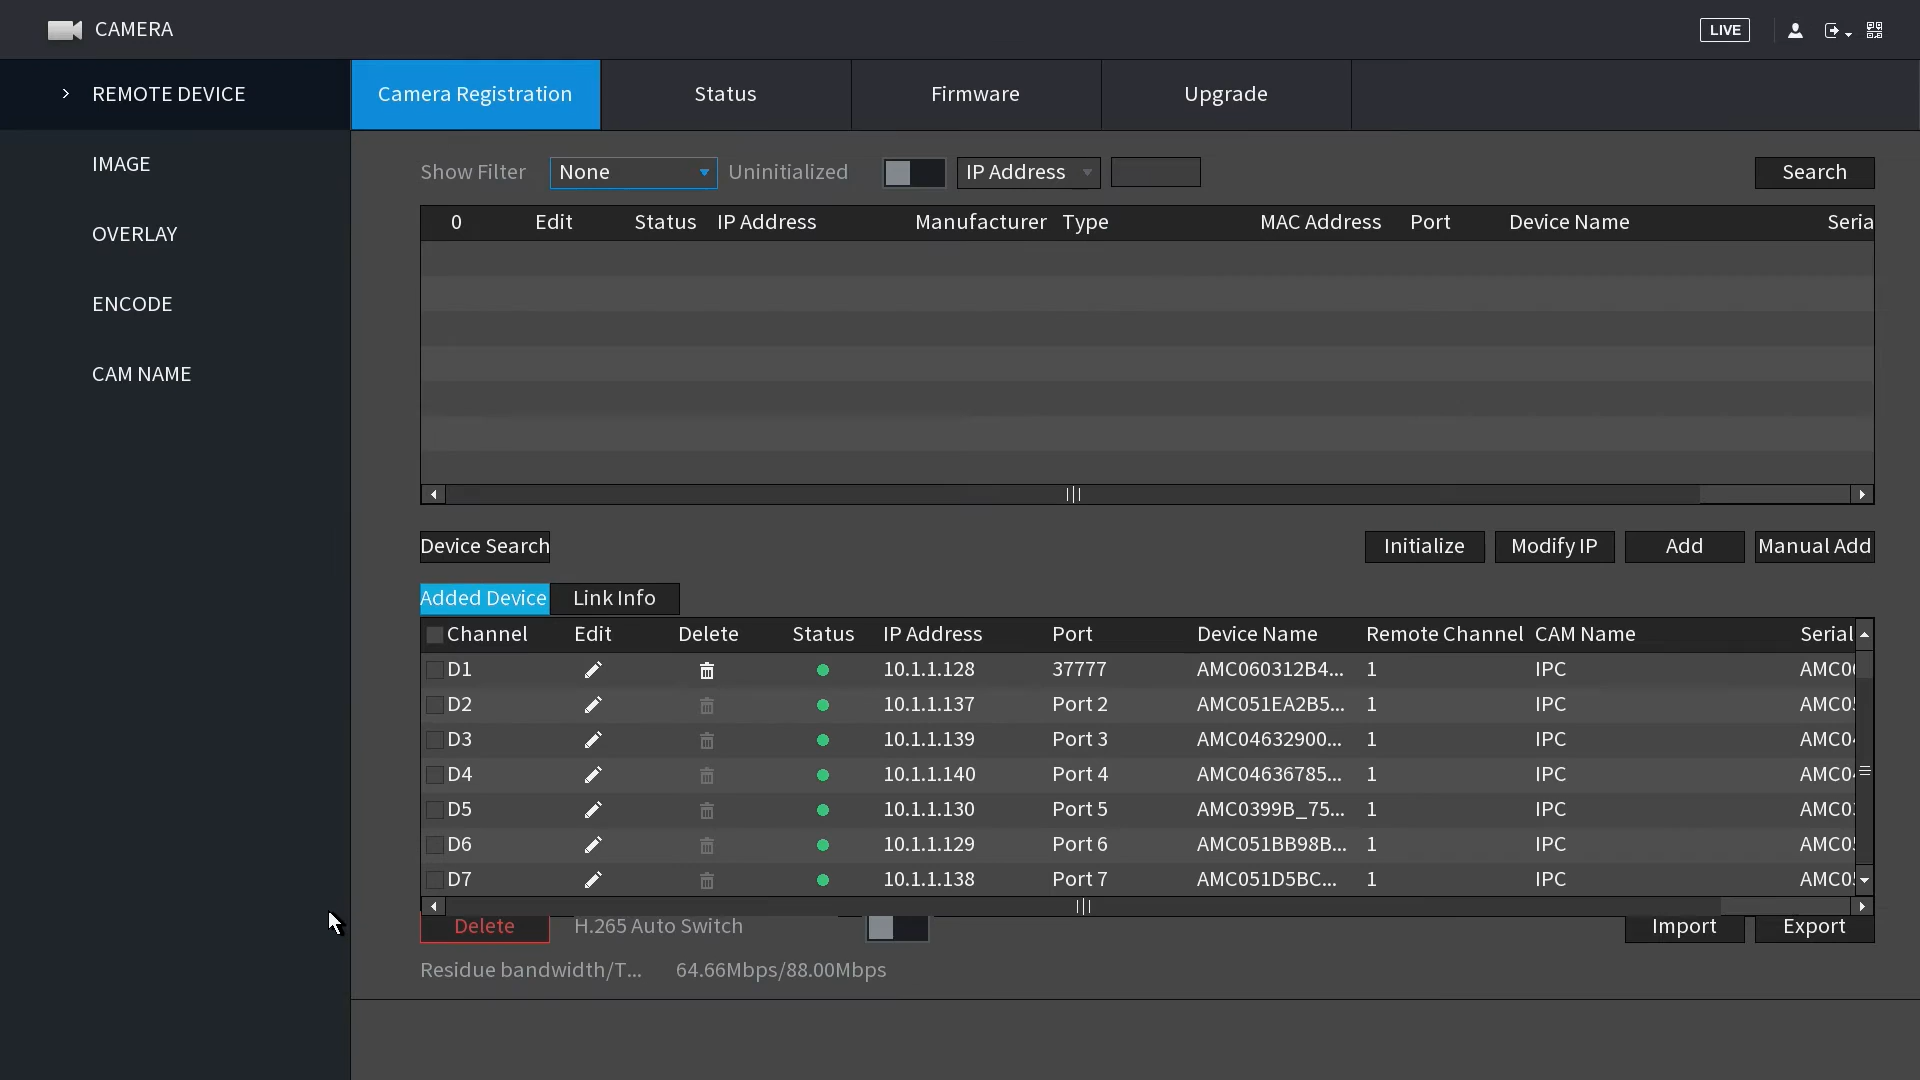 CAMERA
LIVE
REMOTE DEVICE
IMAGE
OVERLAY
ENCODE
CAM NAME
Camera Registration Status Firmware Upgrade
Show Filter None Uninitialized IP Address Search
0 Edit Status IP Address Manufacturer Type MAC Address Port Device Name Seria
Device Search Initialize Modify IP Add Manual Add
Added Device Link Info
Channel Edit Delete Status IP Address Port Device Name Remote Channel CAM Name Serial
D1 10.1.1.128 37777 AMC060312B4... 1 IPC AMC06
D2 10.1.1.137 Port 2 AMC051EA2B5... 1 IPC AMC05
D3 10.1.1.139 Port 3 AMC04632900... 1 IPC AMC04
D4 10.1.1.140 Port 4 AMC04636785... 1 IPC AMC04
D5 10.1.1.130 Port 5 AMC0399B_75... 1 IPC AMC03
D6 10.1.1.129 Port 6 AMC051BB98B... 1 IPC AMC05
D7 10.1.1.138 Port 7 AMC051D5BC... 1 IPC AMC05
Delete H.265 Auto Switch Import Export
Residue bandwidth/T... 64.66Mbps/88.00Mbps